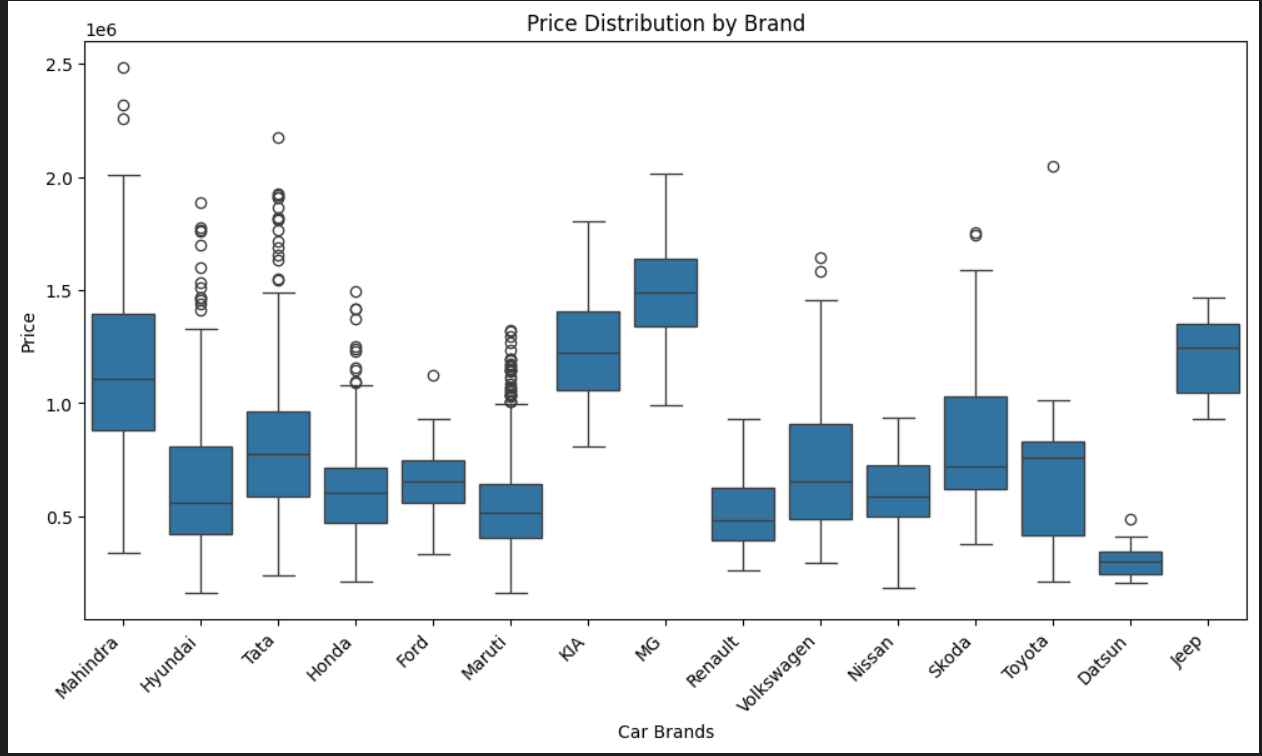 Price Distribution by Brand
1e6
2.5
2.0
1.5
1.0
0.5
Price
Mahindra
Hyundai
Tata
Honda
Ford
Maruti
KIA
MG
Renault
Volkswagen
Nissan
Skoda
Toyota
Datsun
Jeep
Car Brands